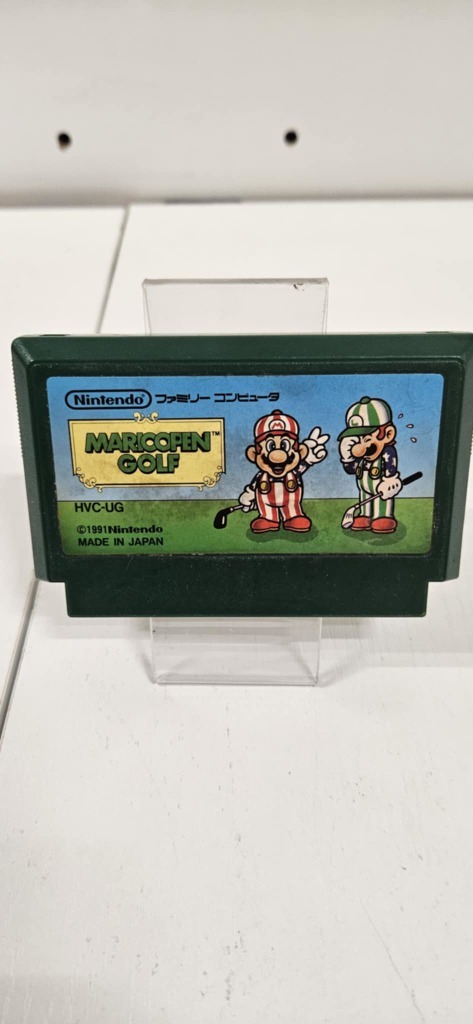 Nintendo ファミリー コンピュータ
MARIOOPEN™
GOLF
HVC-UG
©1991Nintendo
MADE IN JAPAN
M